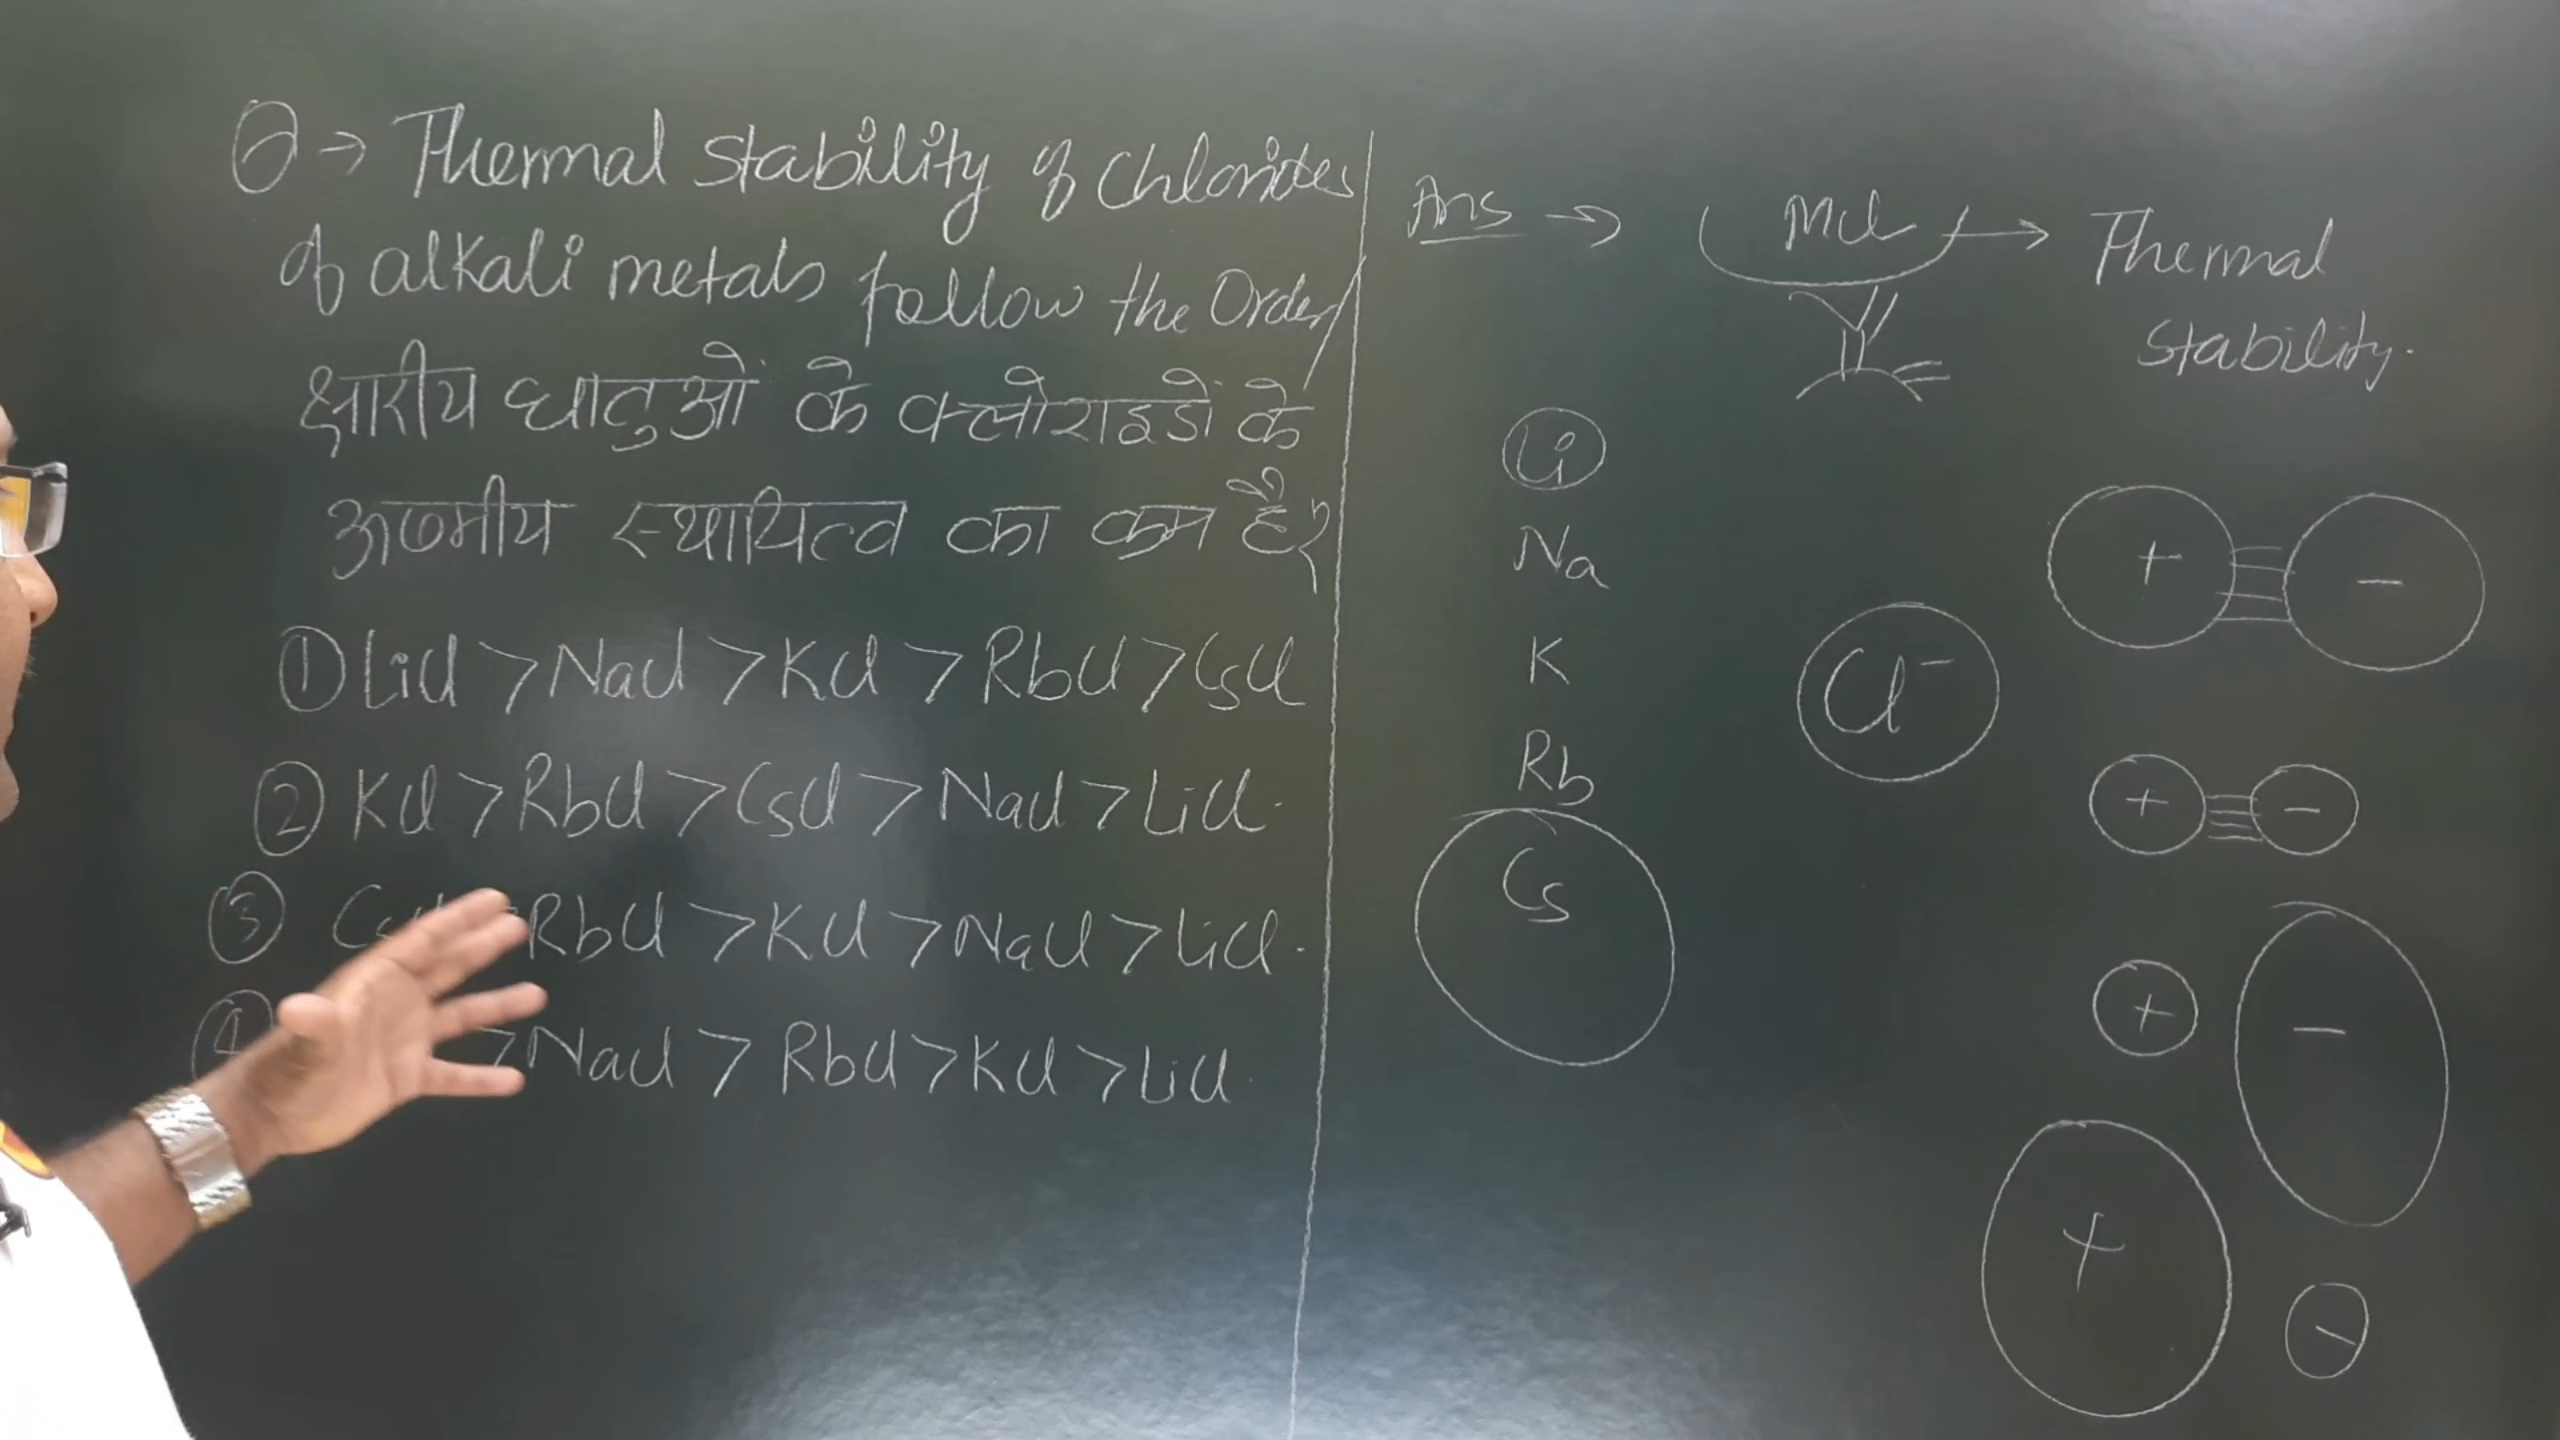 Q → Thermal Stability of Chlorides
of alkali metals follow the Order/
क्षारीय धातुओं के क्लोराइडों के
ऊष्मीय स्थायित्व का क्रम है?
① LiCl > NaCl > KCl > RbCl > CsCl
② KCl > RbCl > CsCl > NaCl > LiCl.
③ RbCl > KCl > NaCl > LiCl.
④ > NaCl > RbCl > KCl > LiCl.
Ans → MCl → Thermal
Stability.
Li
Na
K
Rb
Cs
Cl⁻
+ −
+ −
+ −
+ −